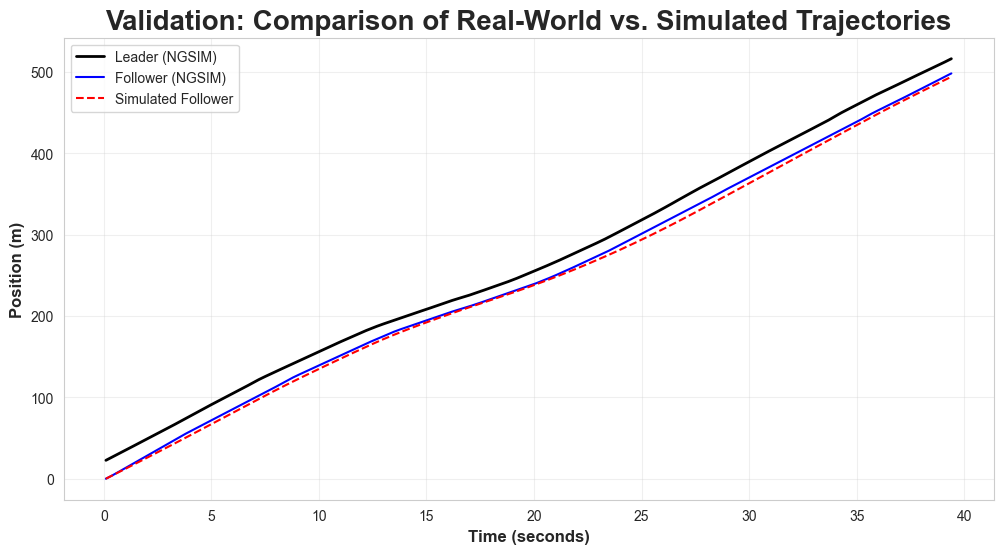 Validation: Comparison of Real-World vs. Simulated Trajectories
Leader (NGSIM)
Follower (NGSIM)
Simulated Follower
Position (m)
500
400
300
200
100
0
0 5 10 15 20 25 30 35 40
Time (seconds)